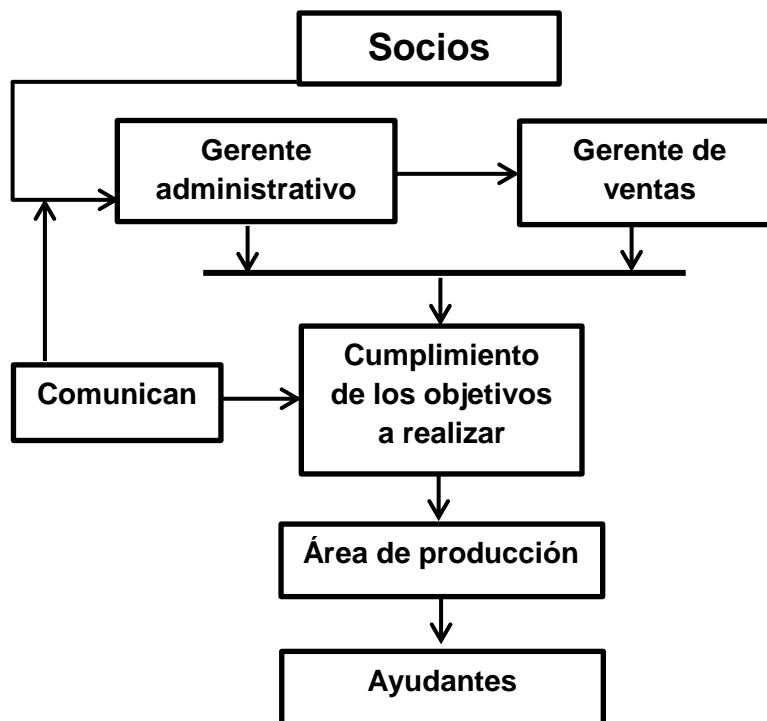 Socios
Gerente
administrativo
Gerente de
ventas
Comunican
Cumplimiento
de los objetivos
a realizar
Área de producción
Ayudantes